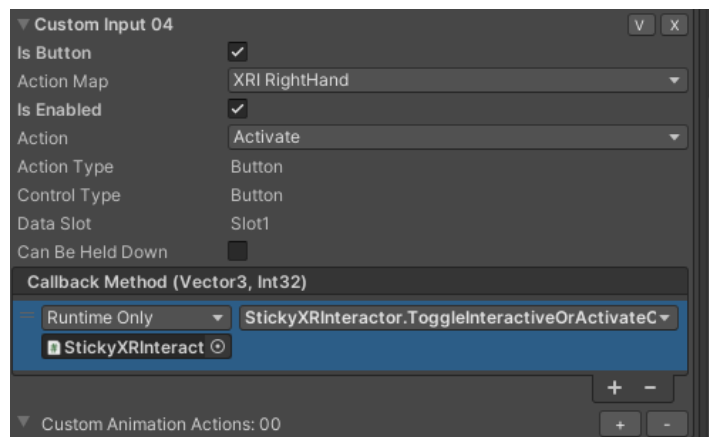 Custom Input 04 V X
Is Button
Action Map XRI RightHand
Is Enabled
Action Activate
Action Type Button
Control Type Button
Data Slot Slot1
Can Be Held Down
Callback Method (Vector3, Int32)
Runtime Only StickyXRInteractor.ToggleInteractiveOrActivateC
StickyXRInteract
+ -
Custom Animation Actions: 00 + -